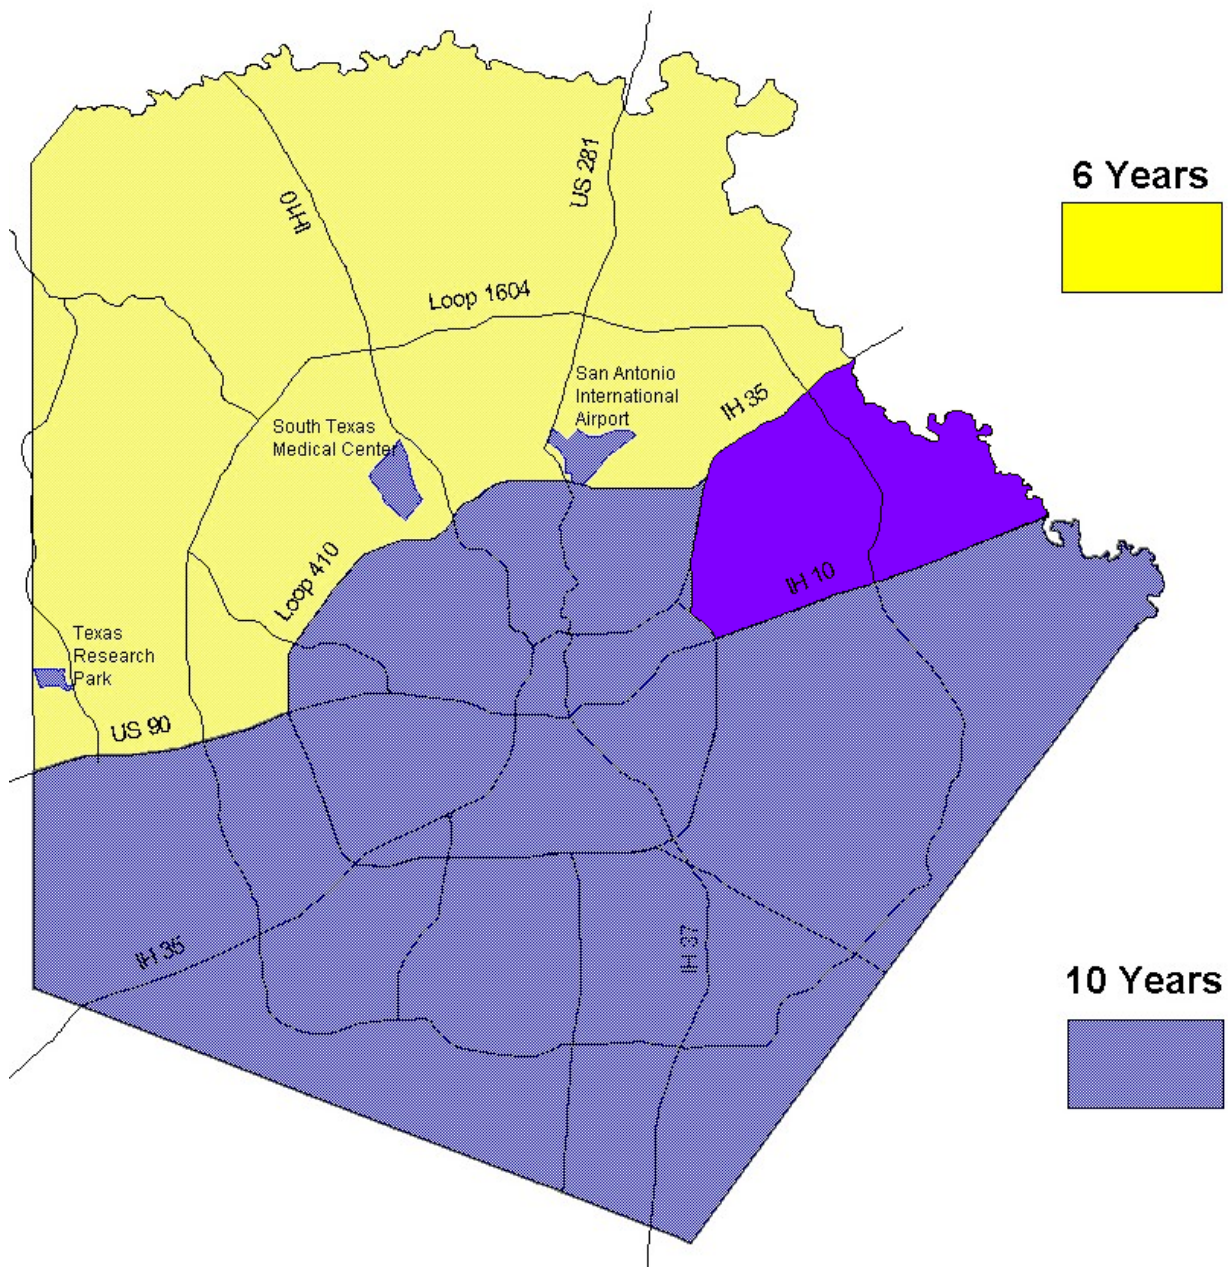 US 281
6 Years
IH10
Loop 1604
San Antonio
International
Airport
IH 35
South Texas
Medical Center
Loop 410
IH 10
Texas
Research
Park
US 90
IH 35
IH 37
10 Years